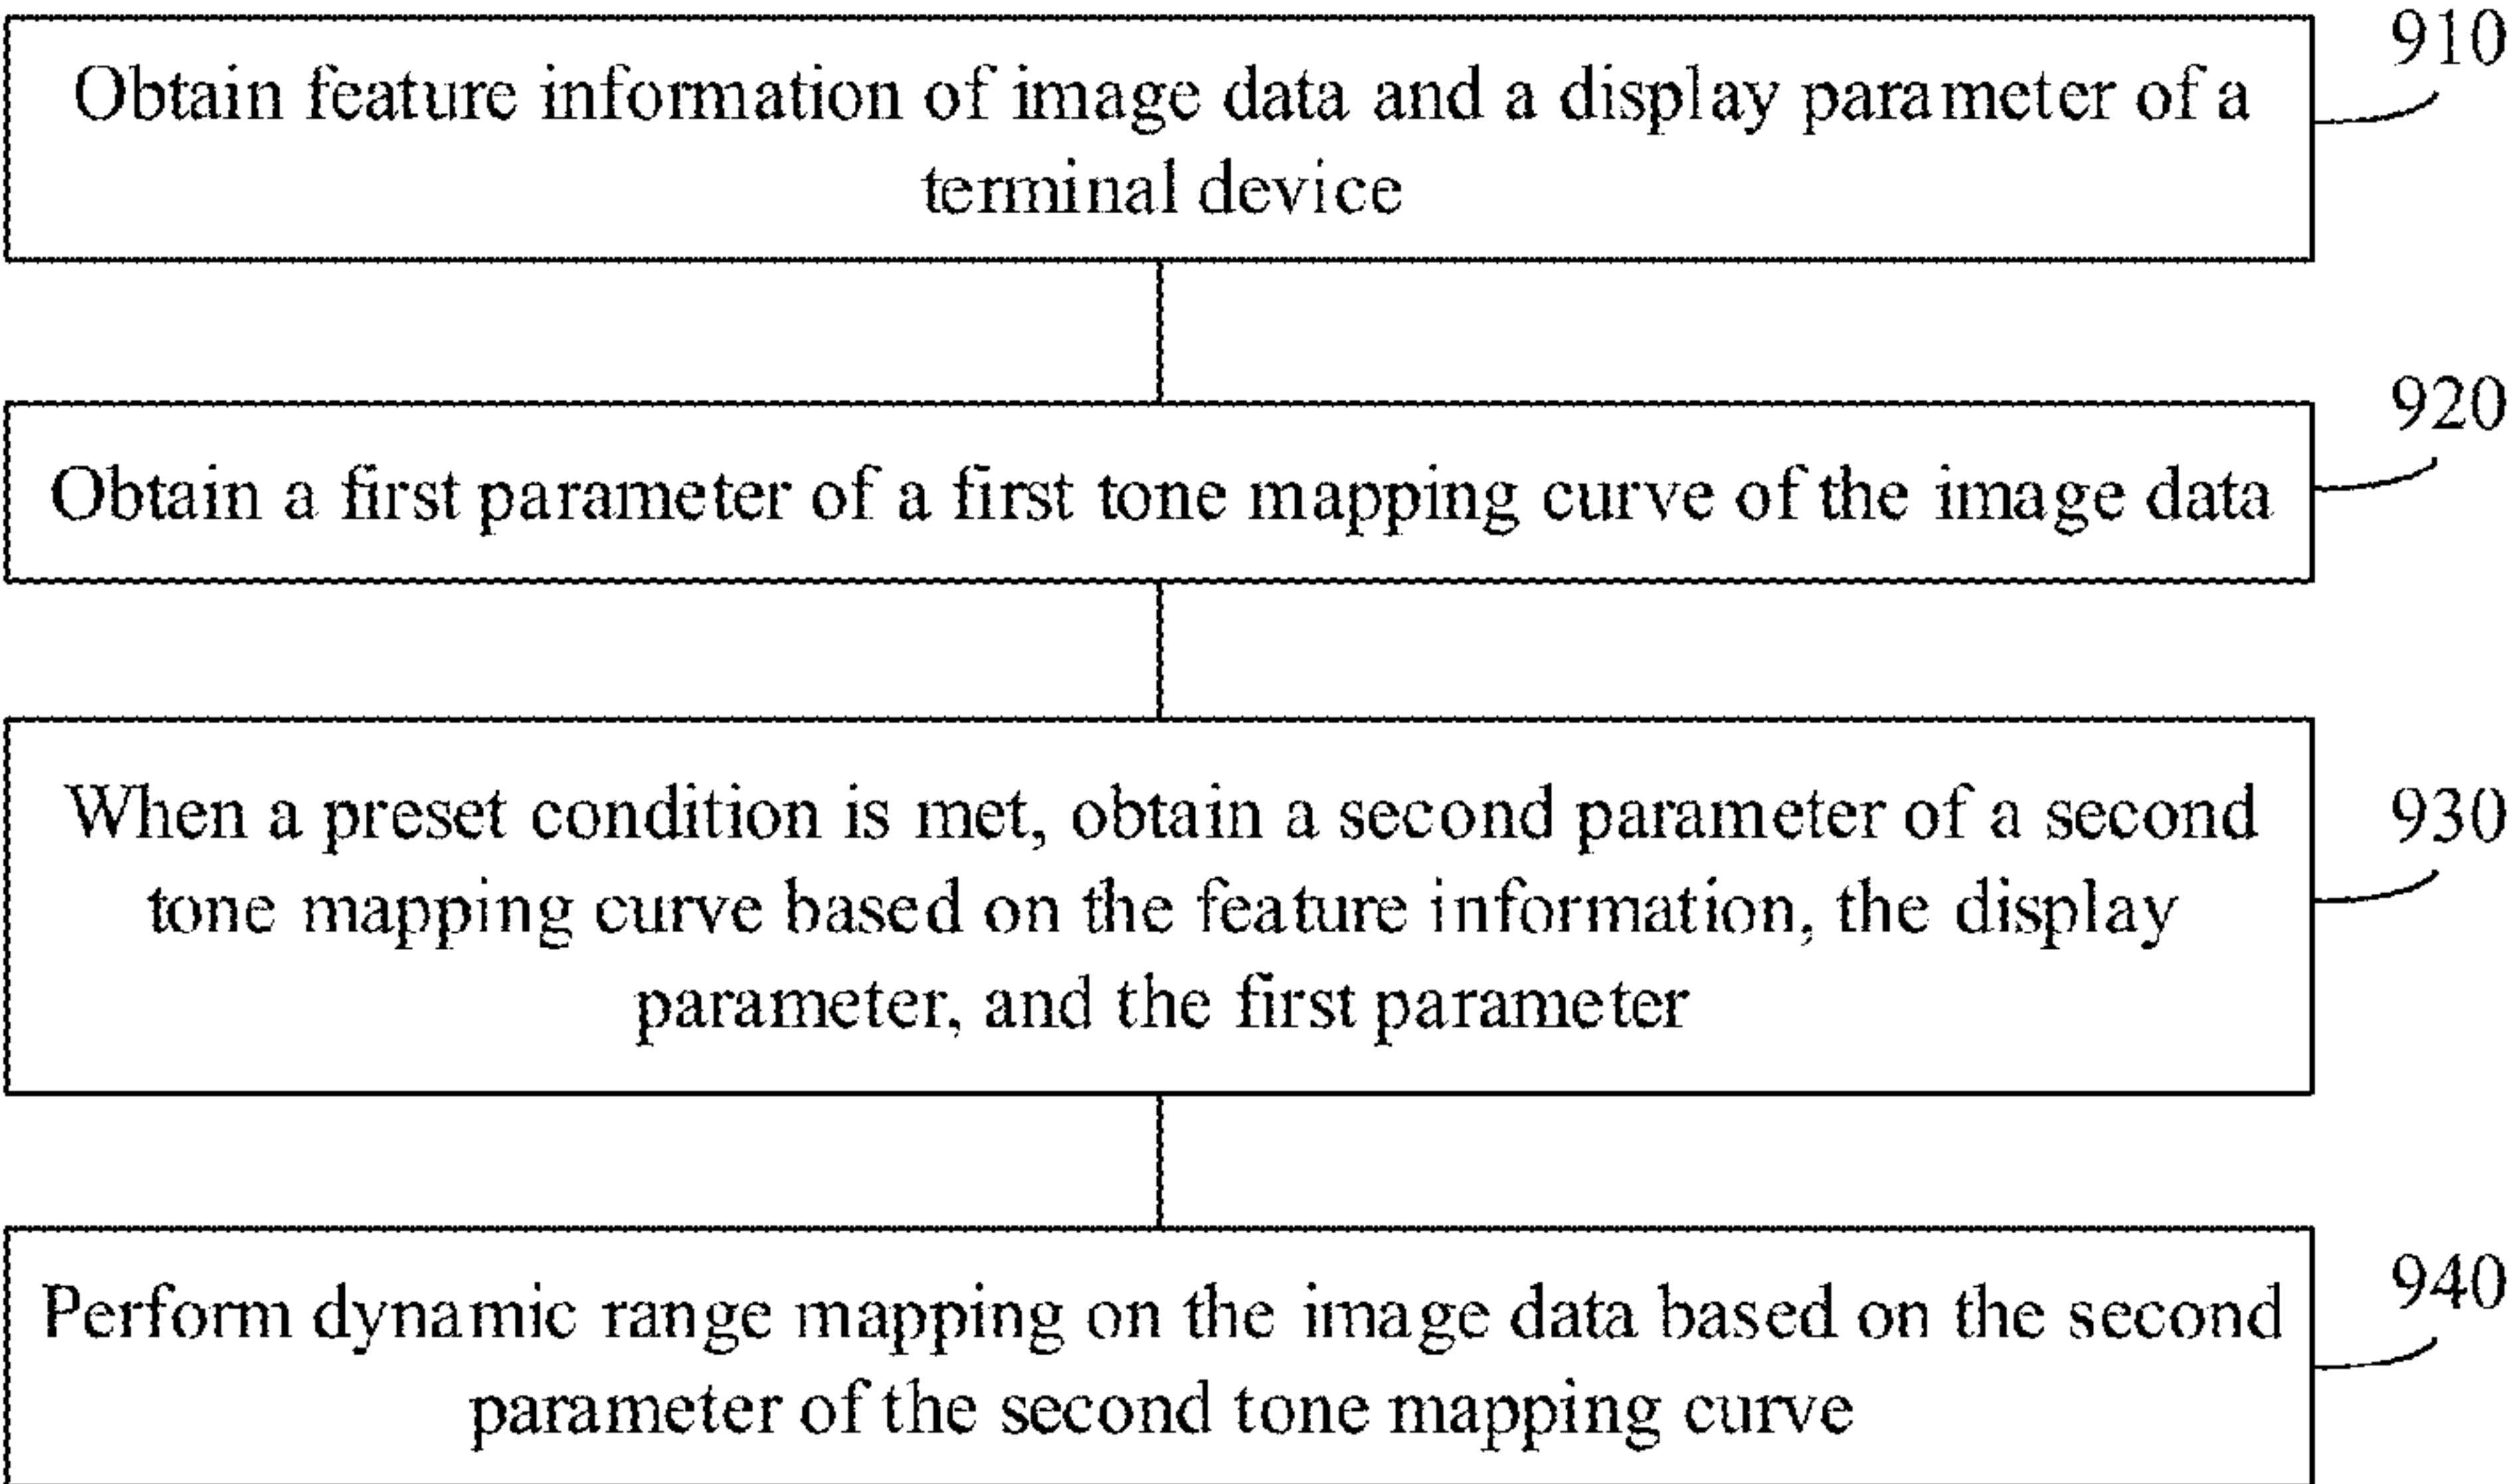 910
Obtain feature information of image data and a display parameter of a
terminal device
920
Obtain a first parameter of a first tone mapping curve of the image data
930
When a preset condition is met, obtain a second parameter of a second
tone mapping curve based on the feature information, the display
parameter, and the first parameter
940
Perform dynamic range mapping on the image data based on the second
parameter of the second tone mapping curve